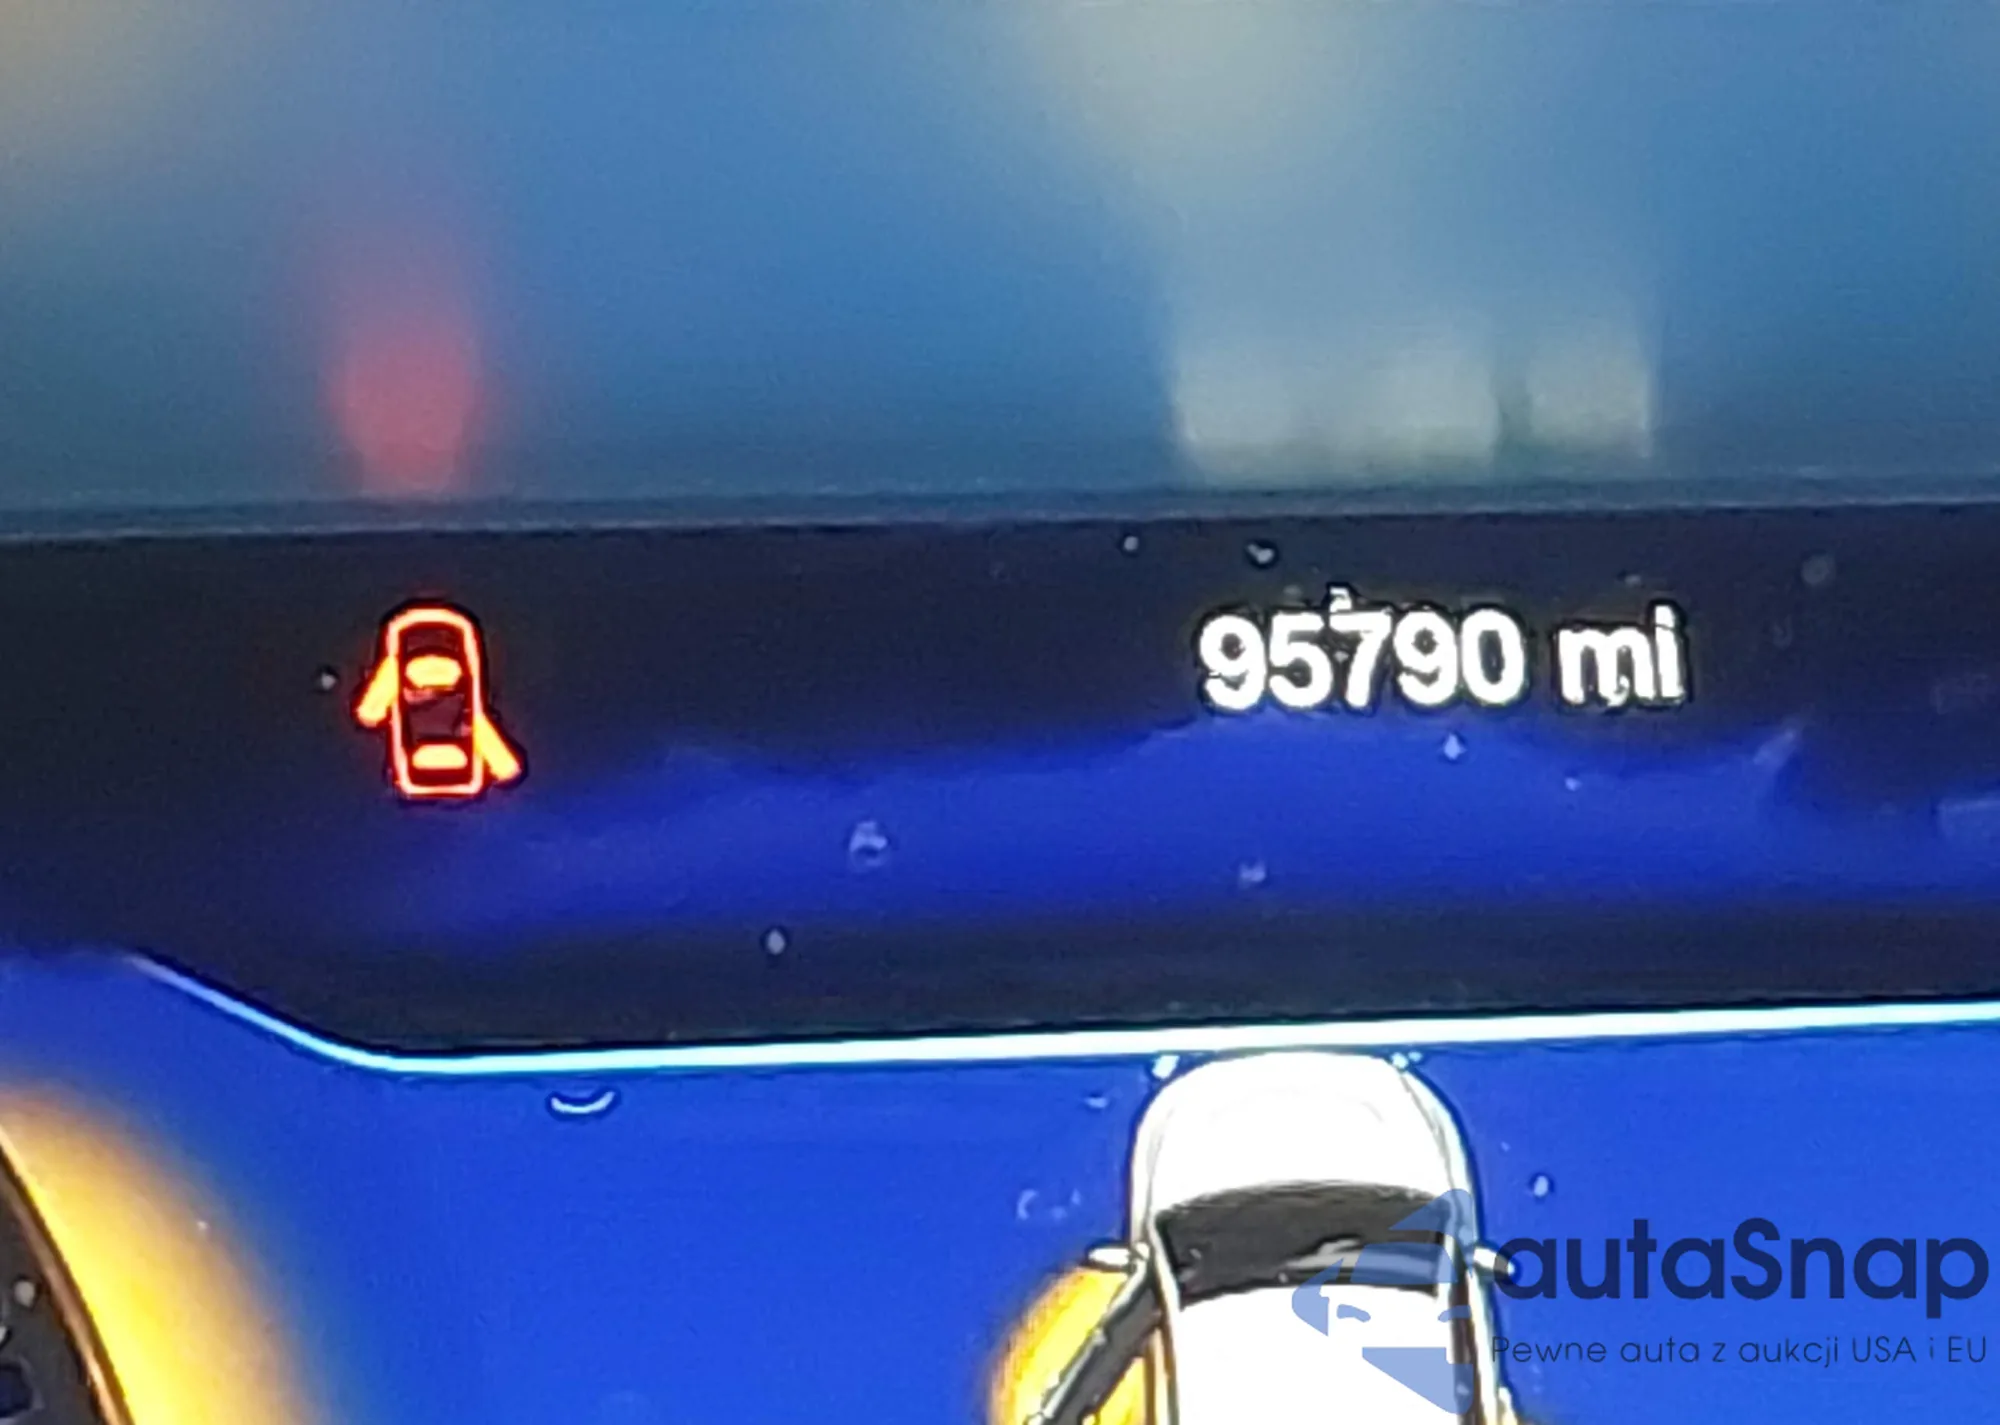 95790 mi
autaSnap
Pewne auta z aukcji USA i EU